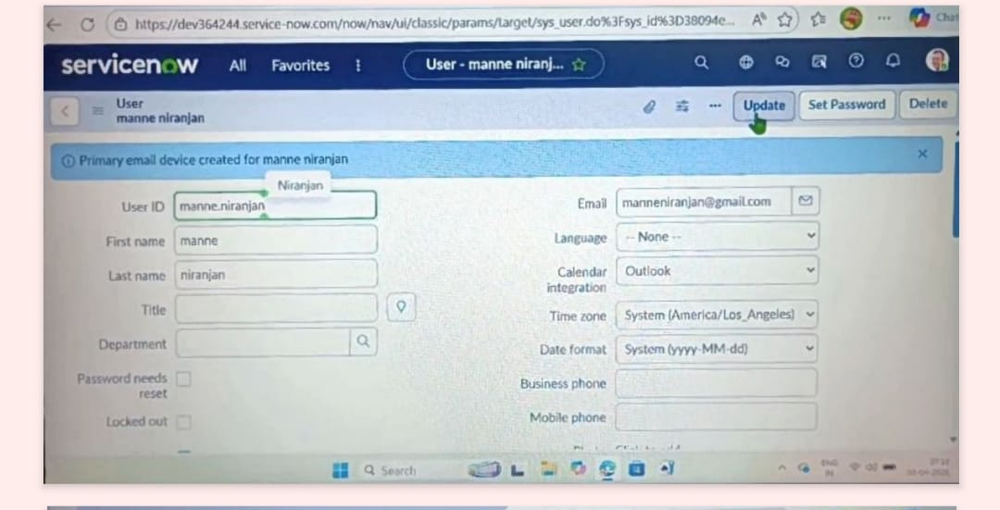 https://dev364244.service-now.com/now/nav/ui/classic/params/target/sys_user.do%3Fsys_id%3D38094e...
Chat
servicenow All Favorites User - manne niranj...
User
manne niranjan
Update Set Password Delete
Primary email device created for manne niranjan
Niranjan
User ID manne.niranjan
First name manne
Last name niranjan
Title
Department
Password needs reset
Locked out
Email manneniranjan@gmail.com
Language -- None --
Calendar integration Outlook
Time zone System (America/Los_Angeles)
Date format System (yyyy-MM-dd)
Business phone
Mobile phone
Search
ENG
IN